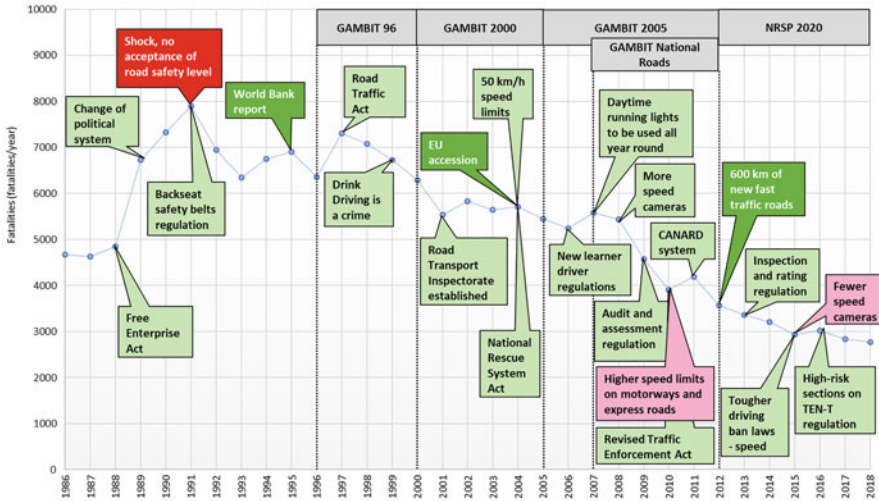 GAMBIT 96
GAMBIT 2000
GAMBIT 2005
NRSP 2020
GAMBIT National
Roads
Fatalities (fatalities/year)
10000
9000
8000
7000
6000
5000
4000
3000
2000
1000
0
Shock, no
acceptance of
road safety level
Change of
political
system
World Bank
report
Road
Traffic
Act
50 km/h
speed
limits
Daytime
running lights
to be used all
year round
EU
accession
More
speed
cameras
600 km of
new fast
traffic roads
Backseat
safety belts
regulation
Drink
Driving is
a crime
CANARD
system
Road
Transport
Inspectorate
established
New learner
driver
regulations
Inspection
and rating
regulation
Fewer
speed
cameras
Free
Enterprise
Act
National
Rescue
System
Act
Audit and
assessment
regulation
Higher speed limits
on motorways and
express roads
Revised Traffic
Enforcement Act
Tougher
driving
ban laws
- speed
High-risk
sections on
TEN-T
regulation
1986
1987
1988
1989
1990
1991
1992
1993
1994
1995
1996
1997
1998
1999
2000
2001
2002
2003
2004
2005
2006
2007
2008
2009
2010
2011
2012
2013
2014
2015
2016
2017
2018